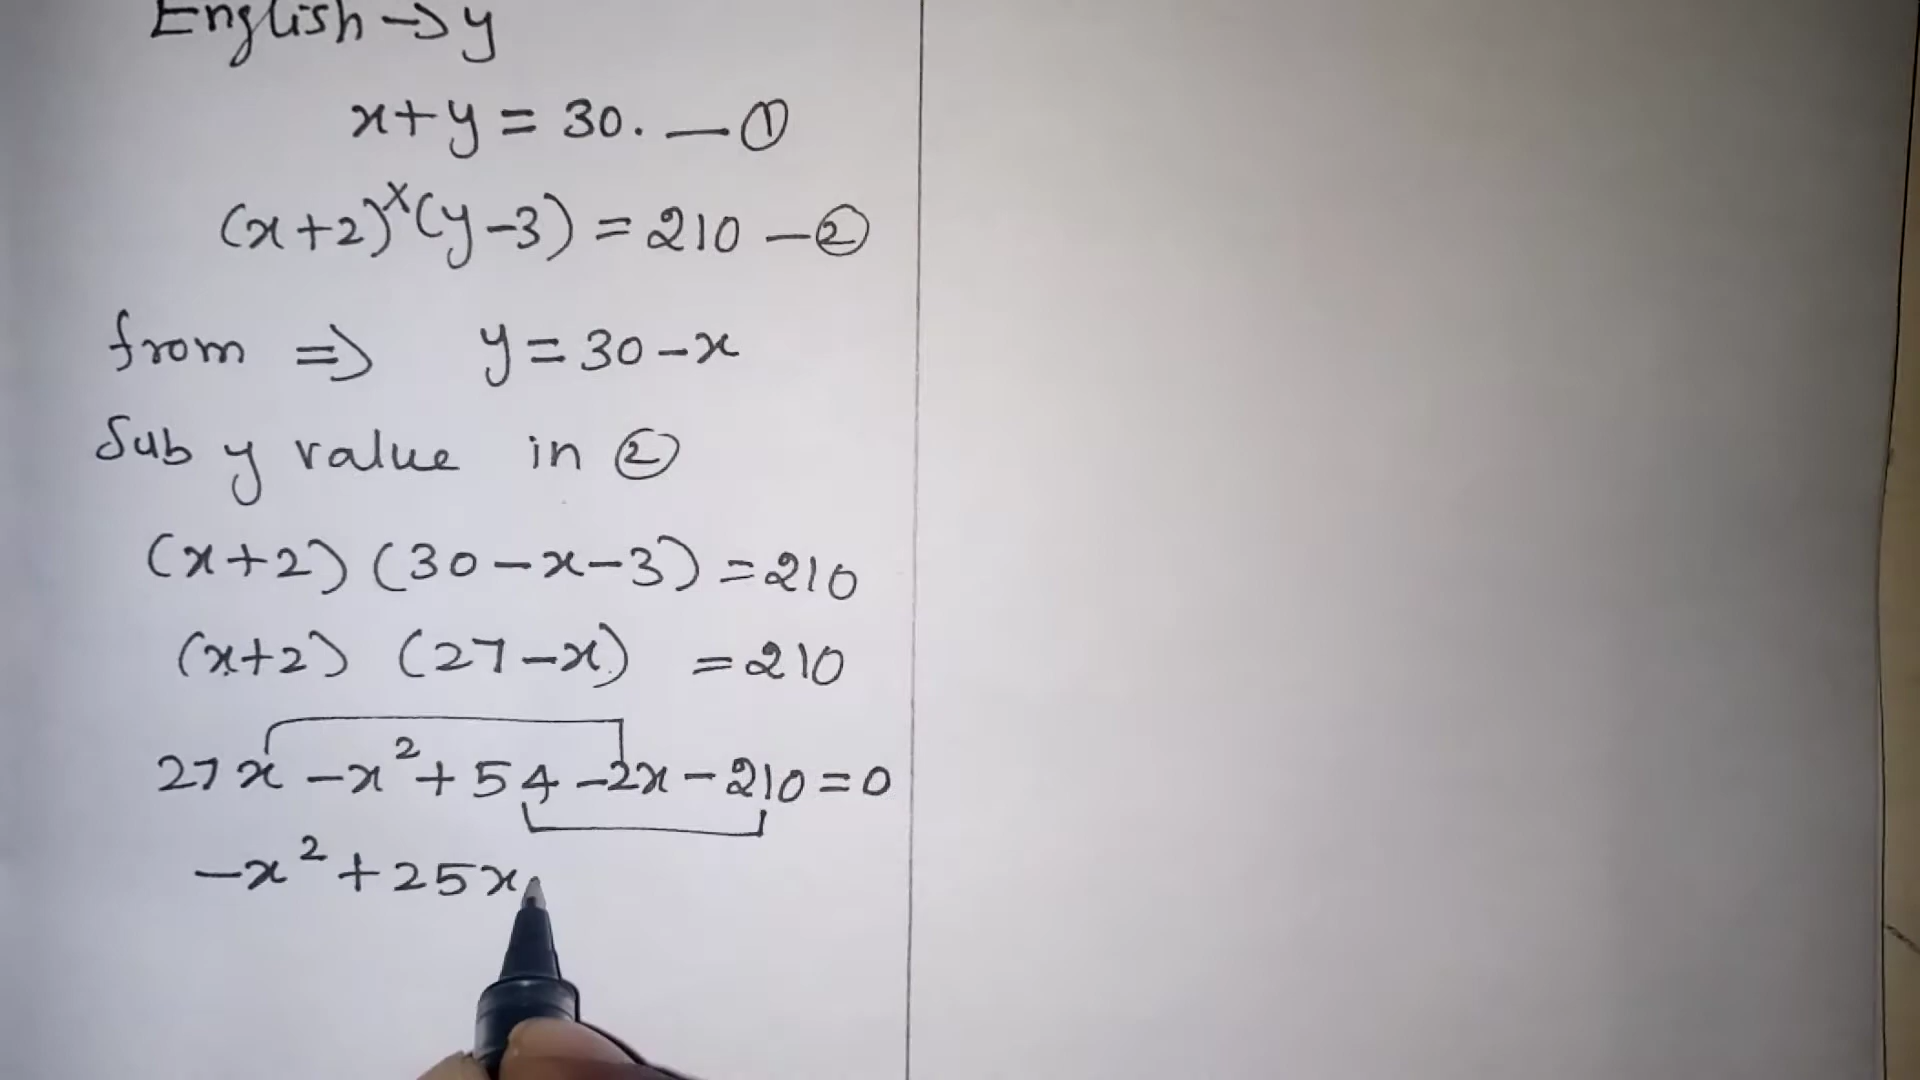 English → y
x + y = 30. — ①
(x+2)×(y-3) = 210 — ②
from ⇒ y = 30 - x
Sub y value in ②
(x+2) (30-x-3) = 210
(x+2) (27-x) = 210
27x - x² + 54 - 2x - 210 = 0
-x² + 25x